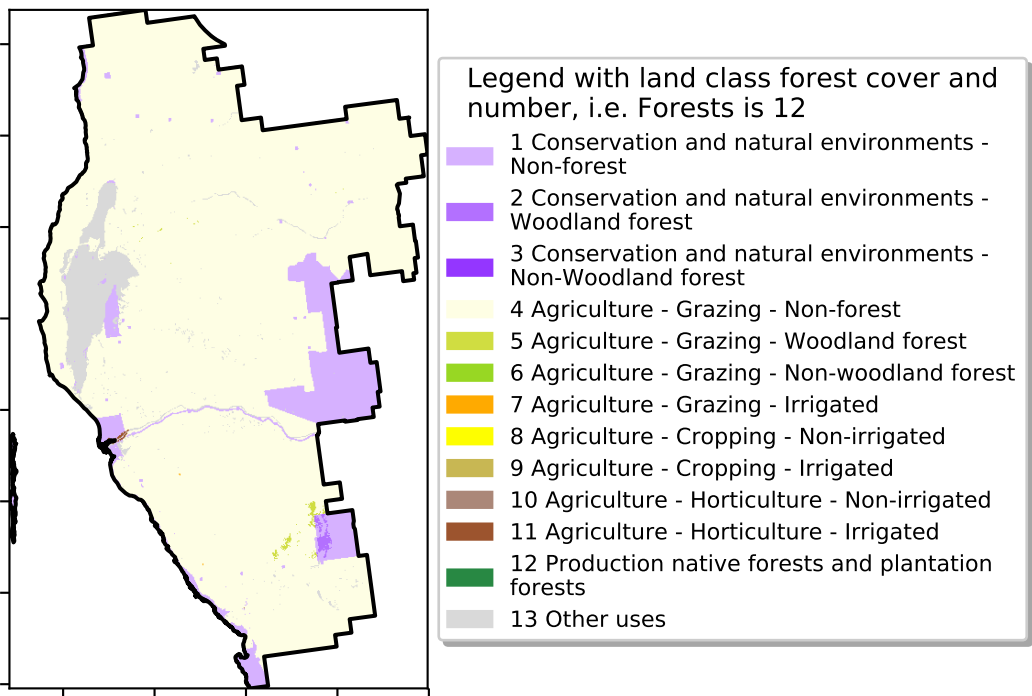 Legend with land class forest cover and
number, i.e. Forests is 12
1 Conservation and natural environments -
Non-forest
2 Conservation and natural environments -
Woodland forest
3 Conservation and natural environments -
Non-Woodland forest
4 Agriculture - Grazing - Non-forest
5 Agriculture - Grazing - Woodland forest
6 Agriculture - Grazing - Non-woodland forest
7 Agriculture - Grazing - Irrigated
8 Agriculture - Cropping - Non-irrigated
9 Agriculture - Cropping - Irrigated
10 Agriculture - Horticulture - Non-irrigated
11 Agriculture - Horticulture - Irrigated
12 Production native forests and plantation
forests
13 Other uses